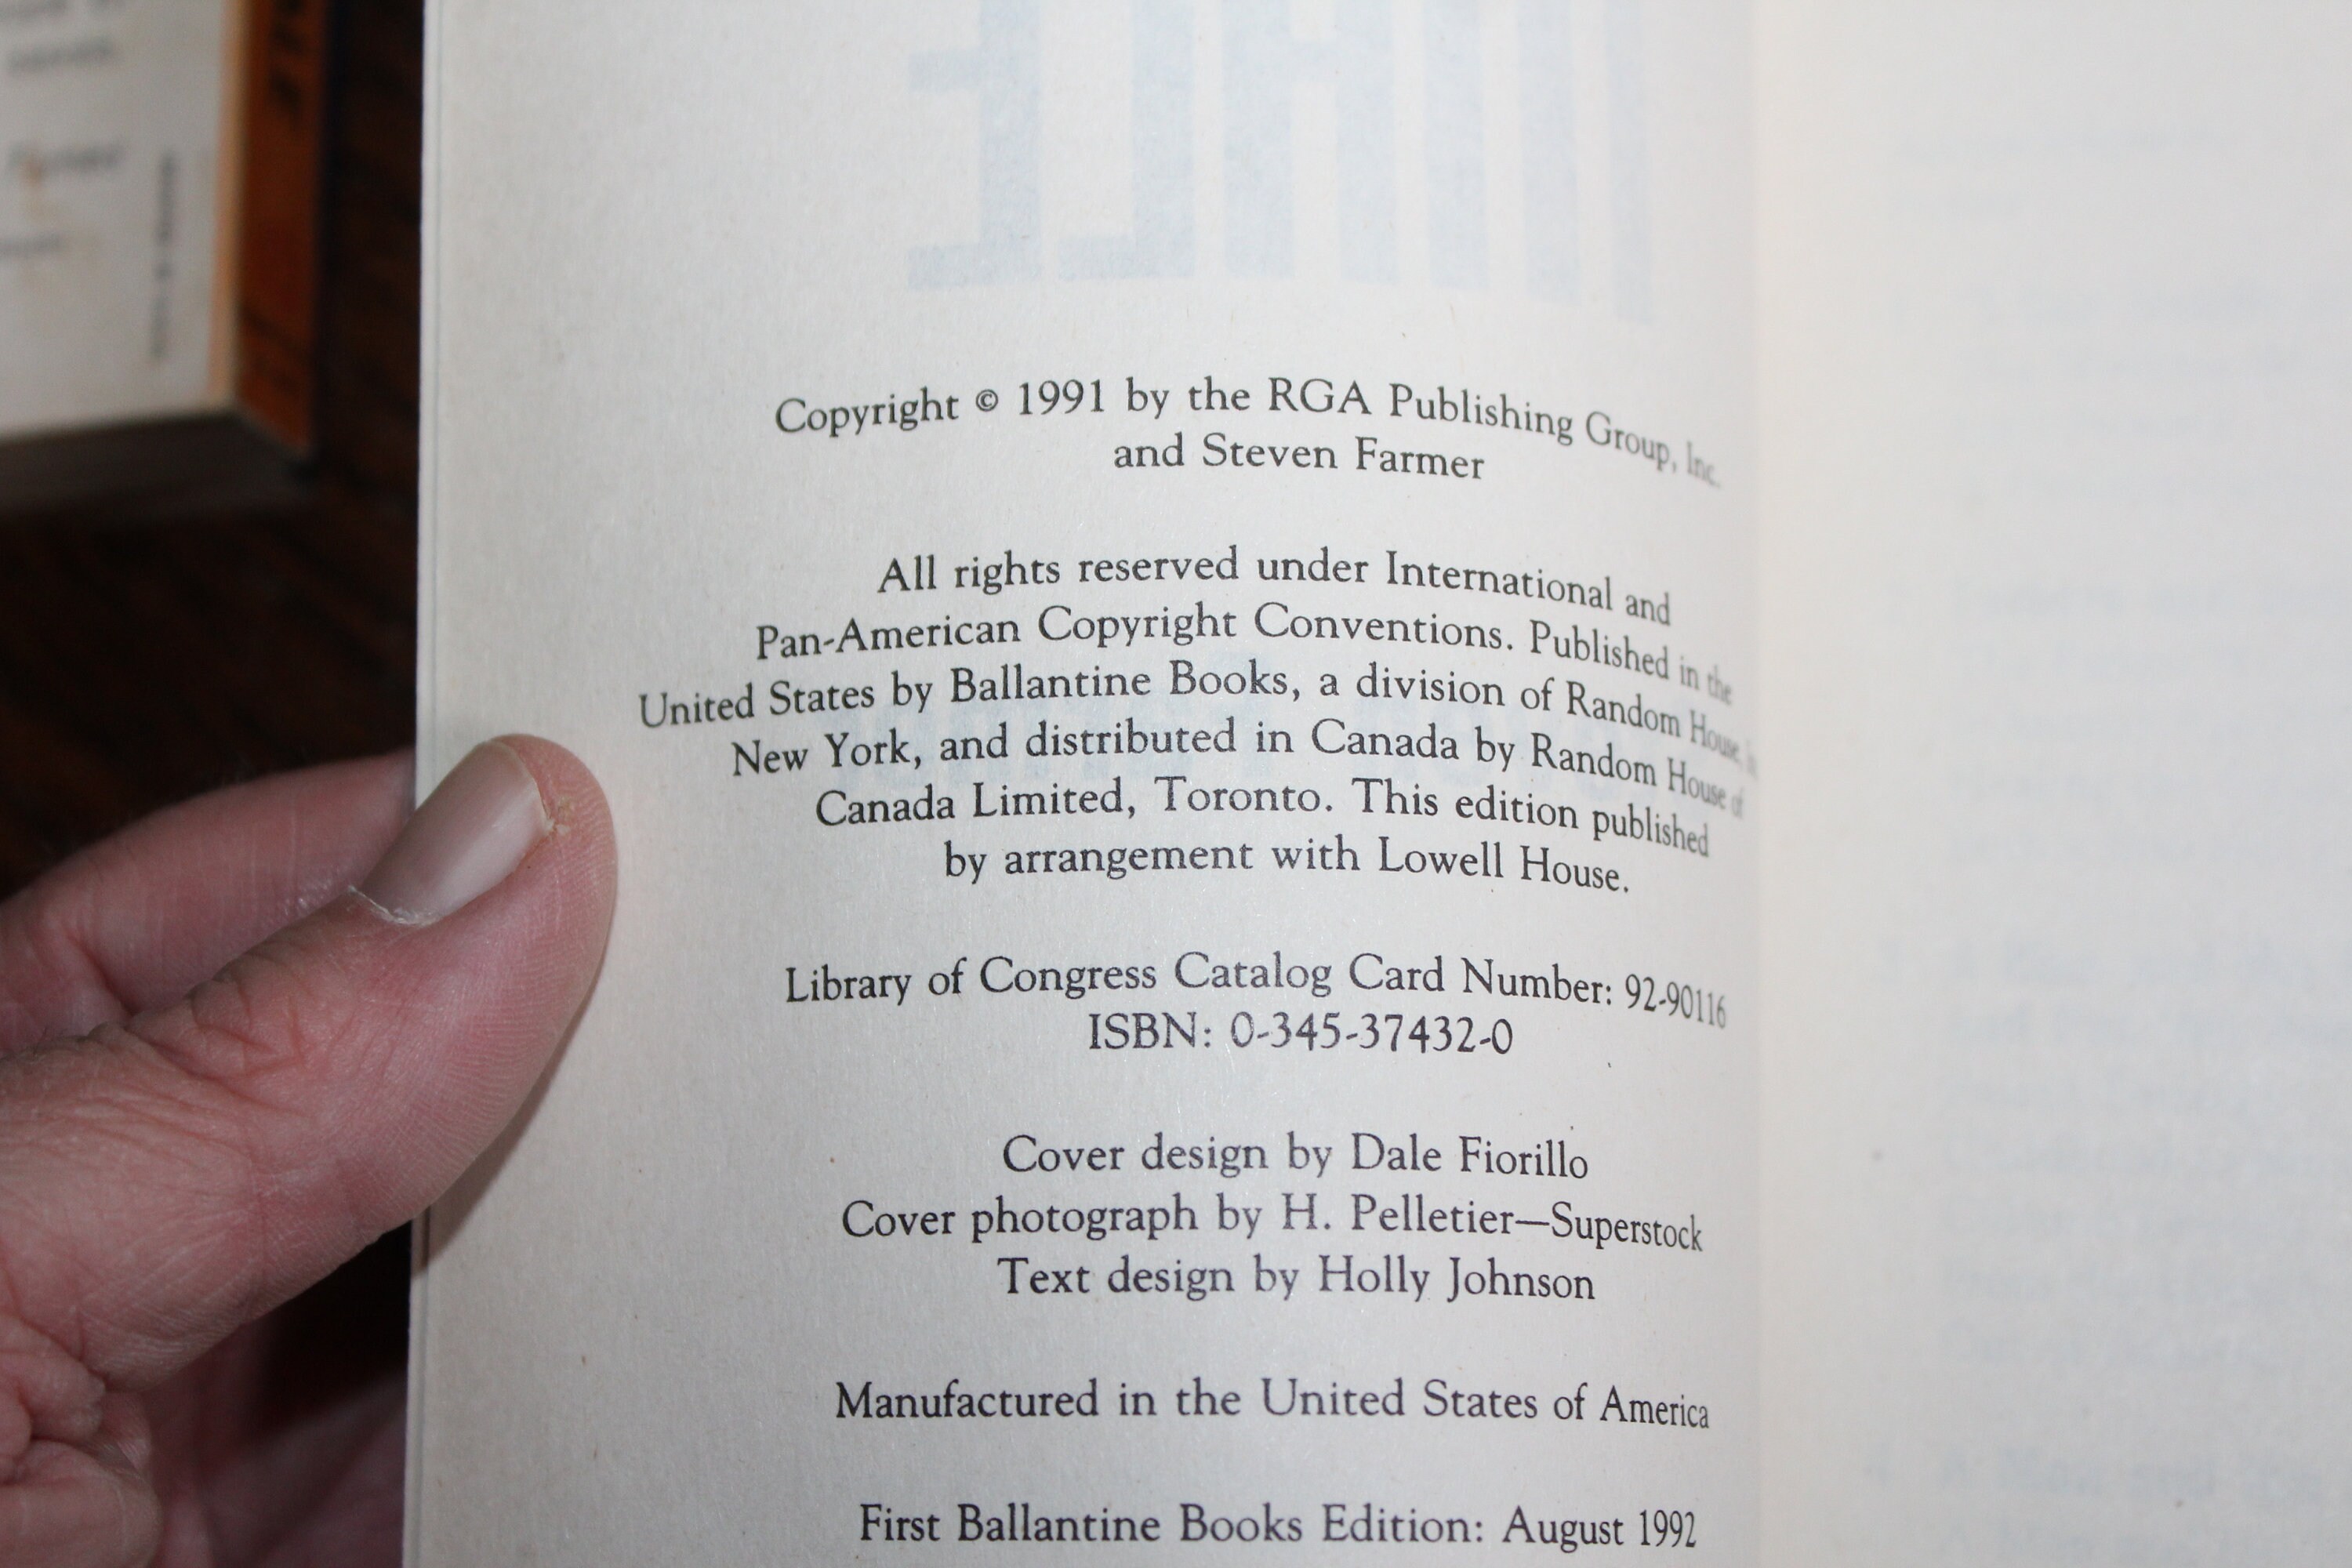 Copyright © 1991 by the RGA Publishing Group, Inc.
and Steven Farmer
All rights reserved under International and
Pan-American Copyright Conventions. Published in the
United States by Ballantine Books, a division of Random House,
New York, and distributed in Canada by Random House of
Canada Limited, Toronto. This edition published
by arrangement with Lowell House.
Library of Congress Catalog Card Number: 92-90116
ISBN: 0-345-37432-0
Cover design by Dale Fiorillo
Cover photograph by H. Pelletier—Superstock
Text design by Holly Johnson
Manufactured in the United States of America
First Ballantine Books Edition: August 1992